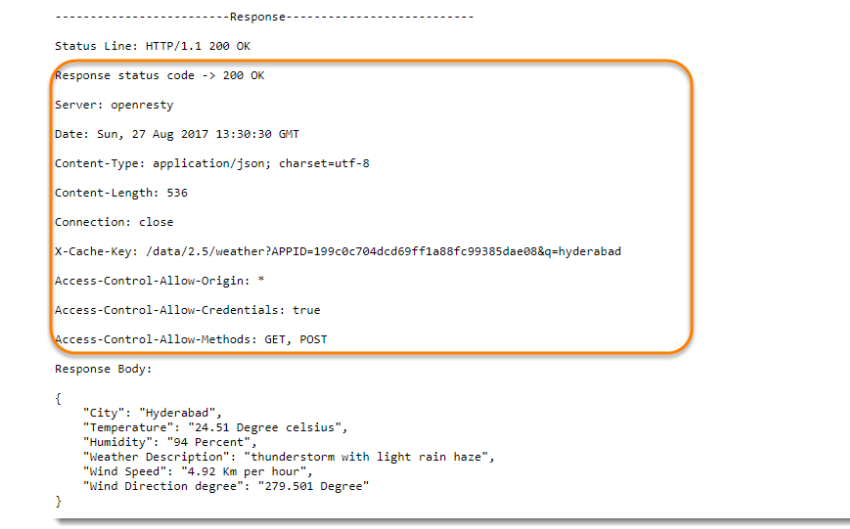 -------------------------Response---------------------------
Status Line: HTTP/1.1 200 OK
Response status code -> 200 OK
Server: openresty
Date: Sun, 27 Aug 2017 13:30:30 GMT
Content-Type: application/json; charset=utf-8
Content-Length: 536
Connection: close
X-Cache-Key: /data/2.5/weather?APPID=199c0c704dcd69ff1a88fc99385dae08&q=hyderabad
Access-Control-Allow-Origin: *
Access-Control-Allow-Credentials: true
Access-Control-Allow-Methods: GET, POST
Response Body:
{
    "City": "Hyderabad",
    "Temperature": "24.51 Degree celsius",
    "Humidity": "94 Percent",
    "Weather Description": "thunderstorm with light rain haze",
    "Wind Speed": "4.92 Km per hour",
    "Wind Direction degree": "279.501 Degree"
}